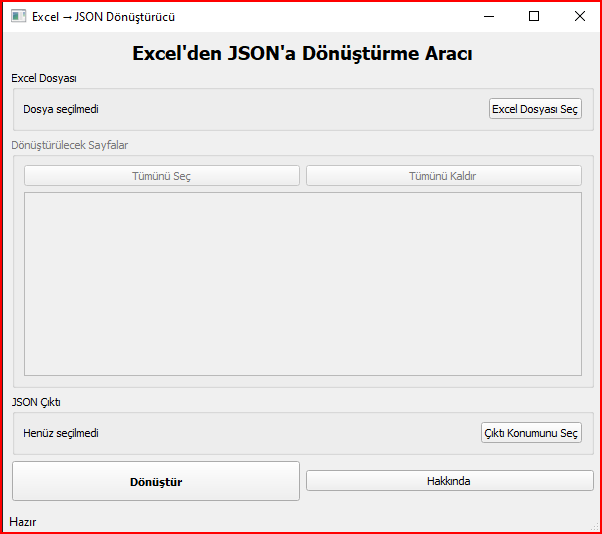 Excel → JSON Dönüştürücü
Excel'den JSON'a Dönüştürme Aracı
Excel Dosyası
Dosya seçilmedi
Excel Dosyası Seç
Dönüştürülecek Sayfalar
Tümünü Seç
Tümünü Kaldır
JSON Çıktı
Henüz seçilmedi
Çıktı Konumunu Seç
Dönüştür
Hakkında
Hazır